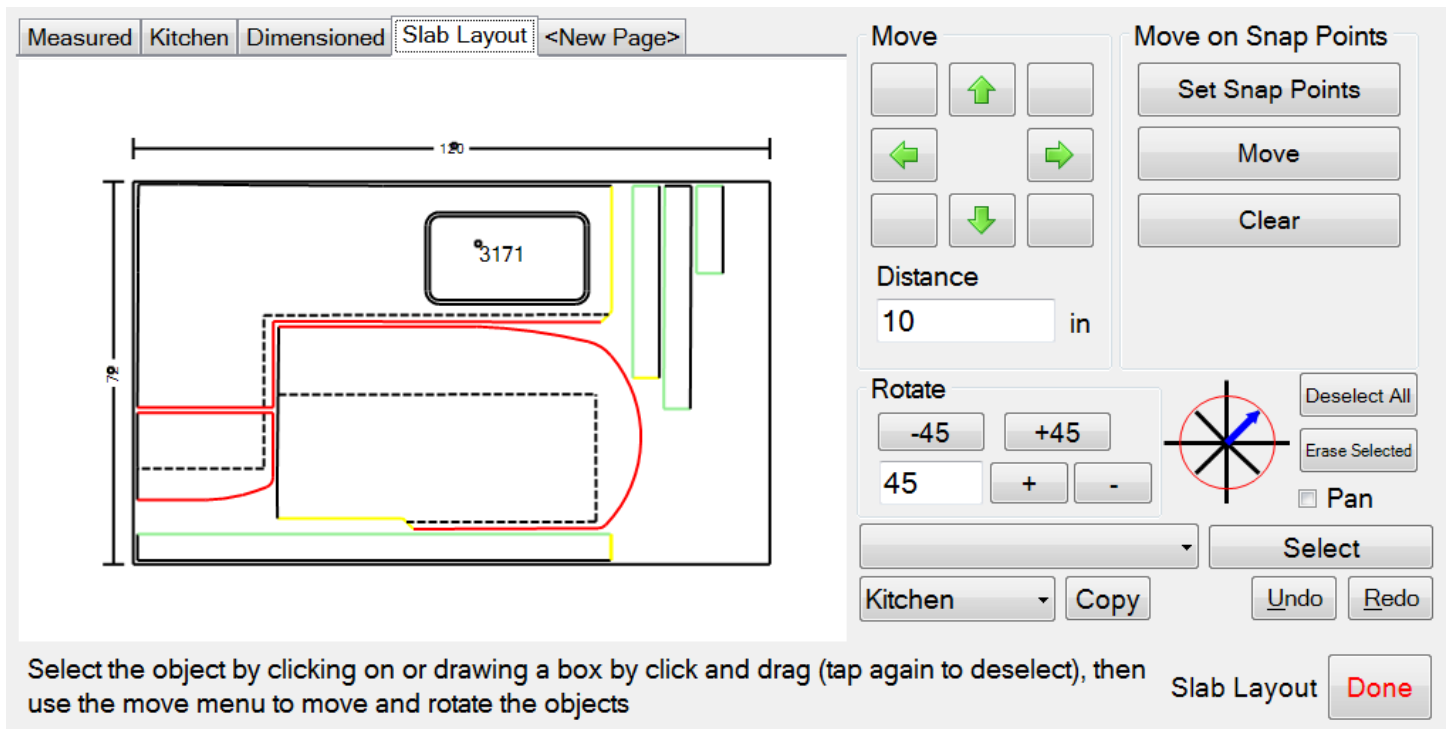 Measured Kitchen Dimensioned Slab Layout <New Page>
120
72
3171
Move
Distance
10 in
Move on Snap Points
Set Snap Points
Move
Clear
Rotate
-45 +45
45 + -
Deselect All
Erase Selected
Pan
Select
Kitchen Copy Undo Redo
Select the object by clicking on or drawing a box by click and drag (tap again to deselect), then
use the move menu to move and rotate the objects
Slab Layout Done